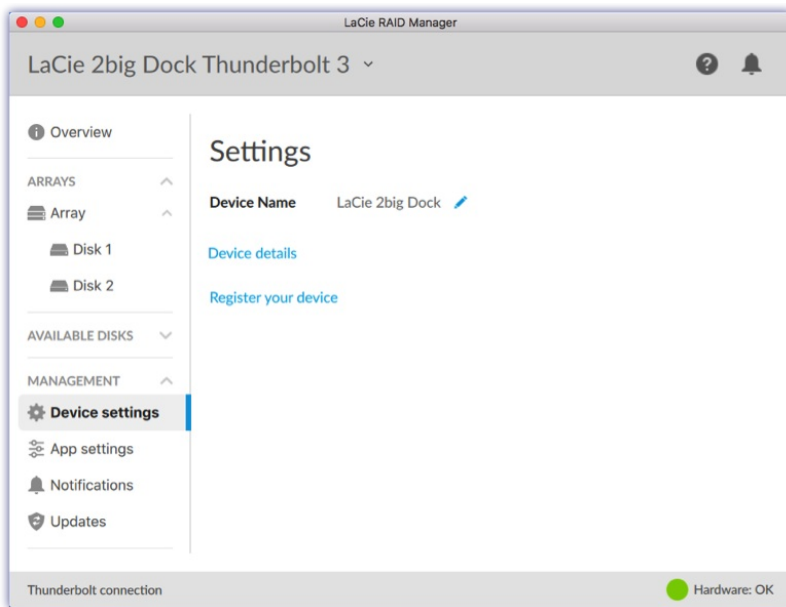 LaCie RAID Manager
LaCie 2big Dock Thunderbolt 3
Overview
ARRAYS
Array
Disk 1
Disk 2
AVAILABLE DISKS
MANAGEMENT
Device settings
App settings
Notifications
Updates
Settings
Device Name LaCie 2big Dock
Device details
Register your device
Thunderbolt connection
Hardware: OK